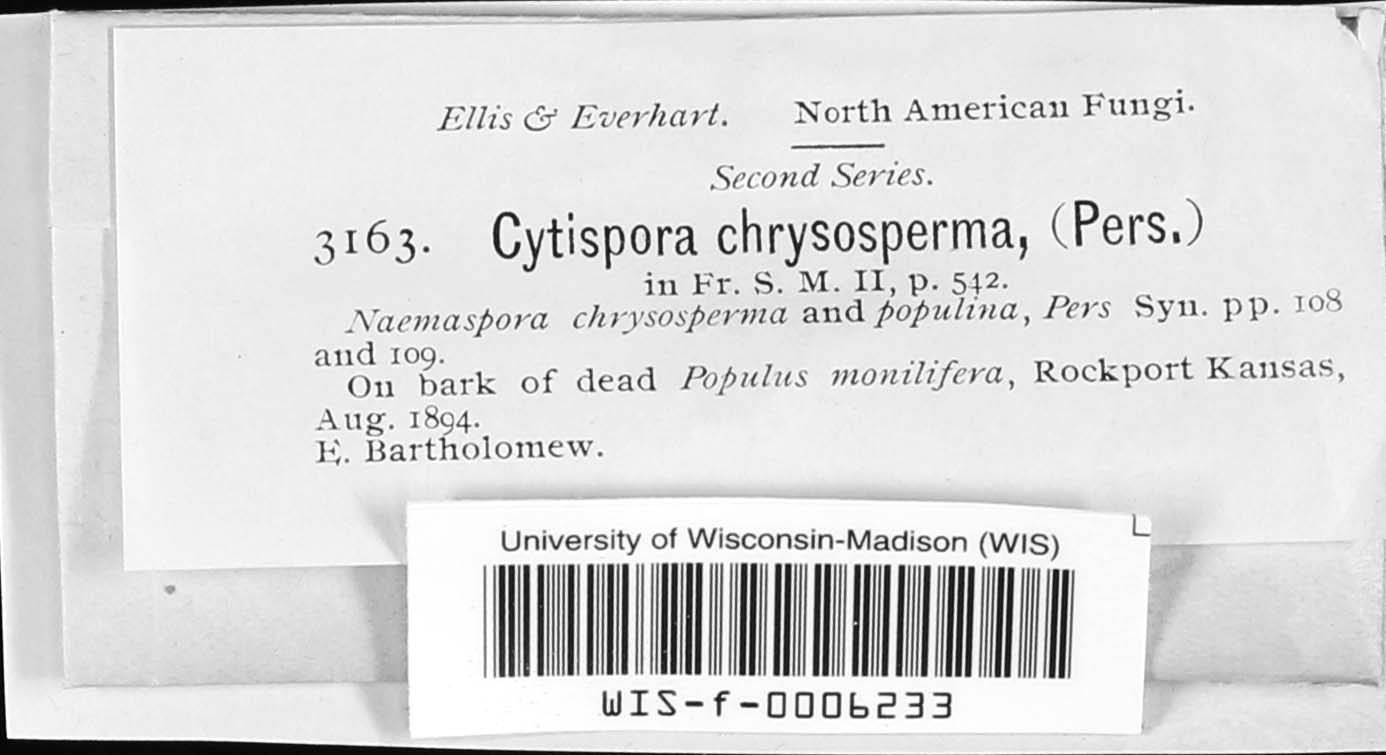 Ellis & Everhart. North American Fungi.
Second Series.
3163. Cytispora chrysosperma, (Pers.)
in Fr. S. M. II, p. 542.
Naemaspora chrysosperma and populina, Pers Syn. pp. 108
and 109.
On bark of dead Populus monilifera, Rockport Kansas,
Aug. 1894.
E. Bartholomew.
University of Wisconsin-Madison (WIS)
WIS-f-0006233